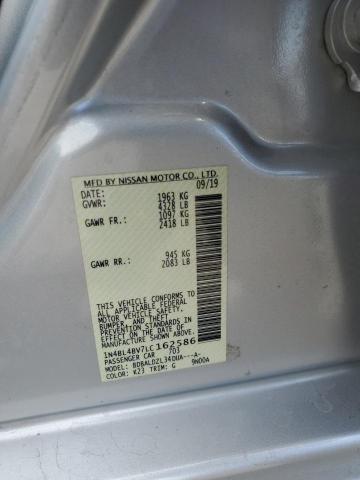 MFD BY NISSAN MOTOR CO., LTD.
DATE: 09/19
GVWR: 1963 KG
4328 LB
GAWR FR.: 1097 KG
2418 LB
GAWR RR.: 945 KG
2083 LB
THIS VEHICLE CONFORMS TO ALL APPLICABLE
FEDERAL MOTOR VEHICLE SAFETY, BUMPER, AND THEFT
PREVENTION STANDARDS IN EFFECT ON THE DATE OF
MANUFACTURE SHOWN ABOVE.
1N4BL4BV7LC162586
PASSENGER CAR 703
MODEL: BDBALDZL34DUA---A-
COLOR: K23 TRIM: G 9N00A